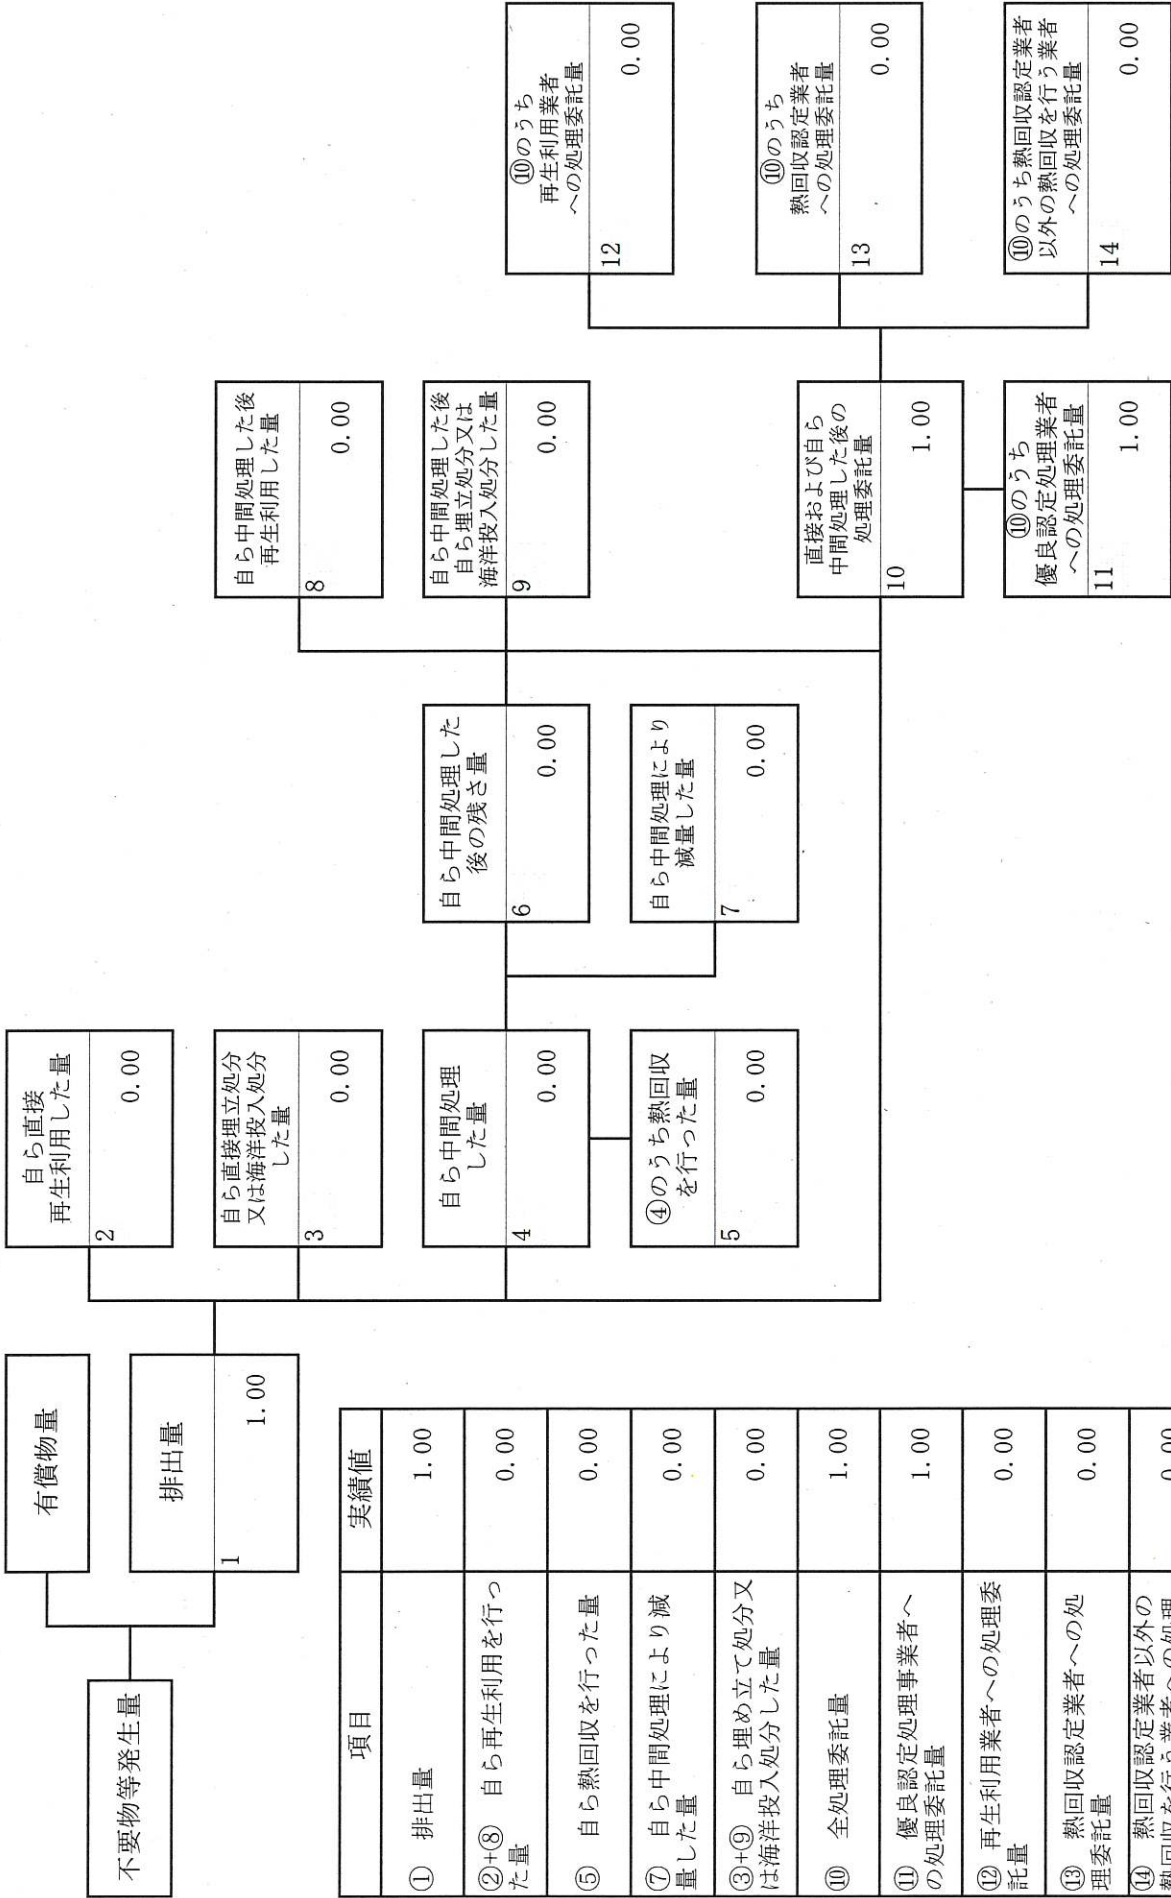 不要物等発生量
有償物量
排出量
1
1.00
自ら直接
再生利用した量
2
0.00
自ら直接埋立処分
又は海洋投入処分
した量
3
0.00
自ら中間処理
した量
4
0.00
④のうち熱回収
を行った量
5
0.00
自ら中間処理した
後の残さ量
6
0.00
自ら中間処理により
減量した量
7
0.00
自ら中間処理した後
再生利用した量
8
0.00
自ら中間処理した後
自ら埋立処分又は
海洋投入処分した量
9
0.00
直接および自ら
中間処理した後の
処理委託量
10
1.00
⑩のうち
優良認定処理業者
への処理委託量
11
1.00
⑩のうち
再生利用業者
への処理委託量
12
0.00
⑩のうち
熱回収認定業者
への処理委託量
13
0.00
⑩のうち熱回収認定業者
以外の熱回収を行う業者
への処理委託量
14
0.00
項目 実績値
① 排出量 1.00
②+⑧ 自ら再生利用を行っ
た量 0.00
⑤ 自ら熱回収を行った量 0.00
⑦ 自ら中間処理により減
量した量 0.00
③+⑨ 自ら埋め立て処分又
は海洋投入処分した量 0.00
⑩ 全処理委託量 1.00
⑪ 優良認定処理事業者へ
の処理委託量 1.00
⑫ 再生利用業者への処理委
託量 0.00
⑬ 熱回収認定業者への処
理委託量 0.00
⑭ 熱回収認定業者以外の
熱回収を行う業者への処理 0.00